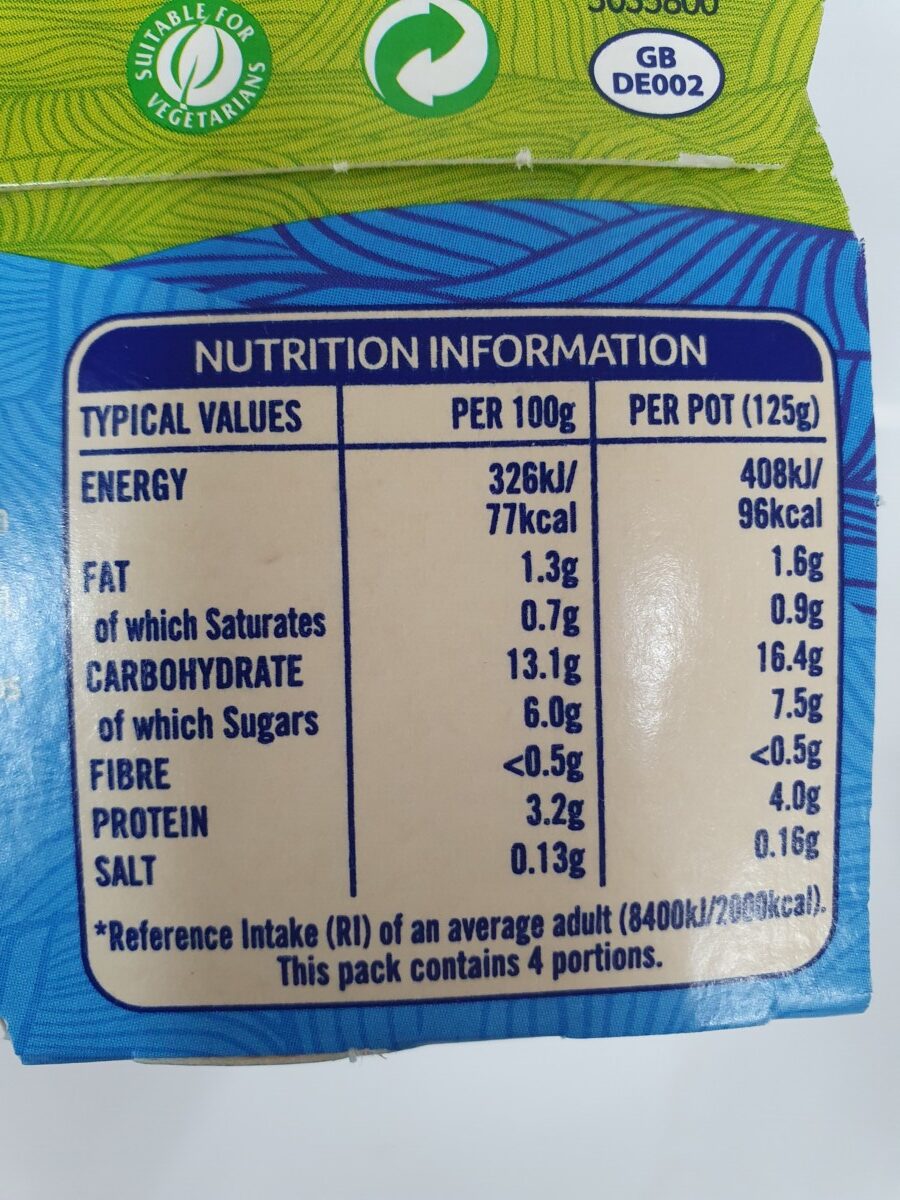 SUITABLE FOR
VEGETARIANS
GB
DE002
NUTRITION INFORMATION
TYPICAL VALUES PER 100g PER POT (125g)
ENERGY 326kJ/ 408kJ/
77kcal 96kcal
FAT 1.3g 1.6g
of which Saturates 0.7g 0.9g
CARBOHYDRATE 13.1g 16.4g
of which Sugars 6.0g 7.5g
FIBRE <0.5g <0.5g
PROTEIN 3.2g 4.0g
SALT 0.13g 0.16g
*Reference Intake (RI) of an average adult (8400kJ/2000kcal).
This pack contains 4 portions.